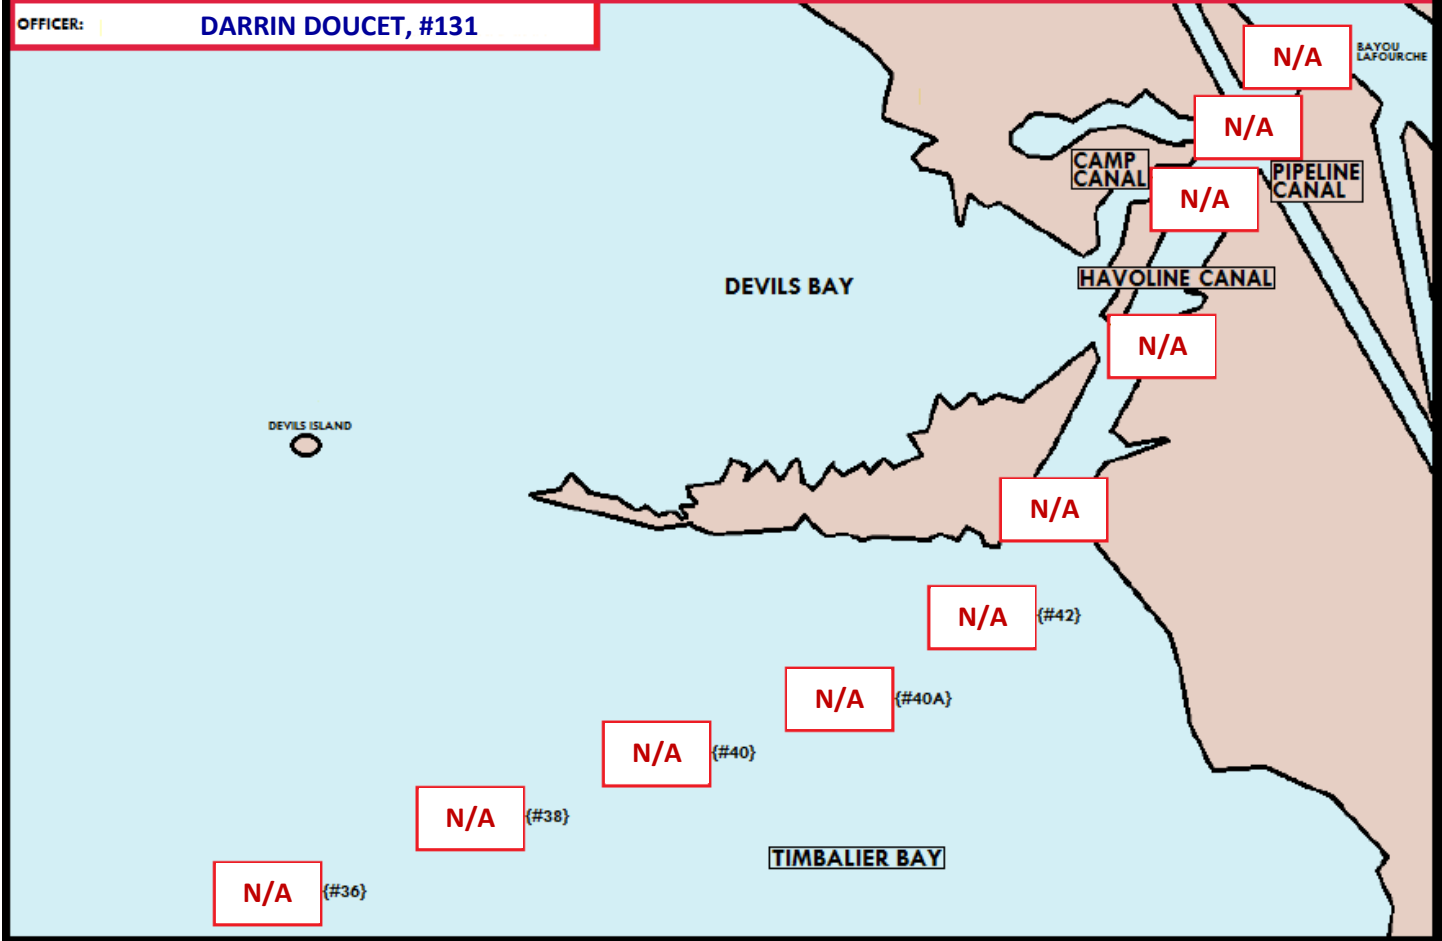 OFFICER: DARRIN DOUCET, #131
N/A
BAYOU
LAFOURCHE
N/A
CAMP
CANAL
PIPELINE
CANAL
N/A
HAVOLINE CANAL
DEVILS BAY
N/A
DEVILS ISLAND
N/A
N/A {#42}
N/A {#40A}
N/A {#40}
N/A {#38}
TIMBALIER BAY
N/A {#36}